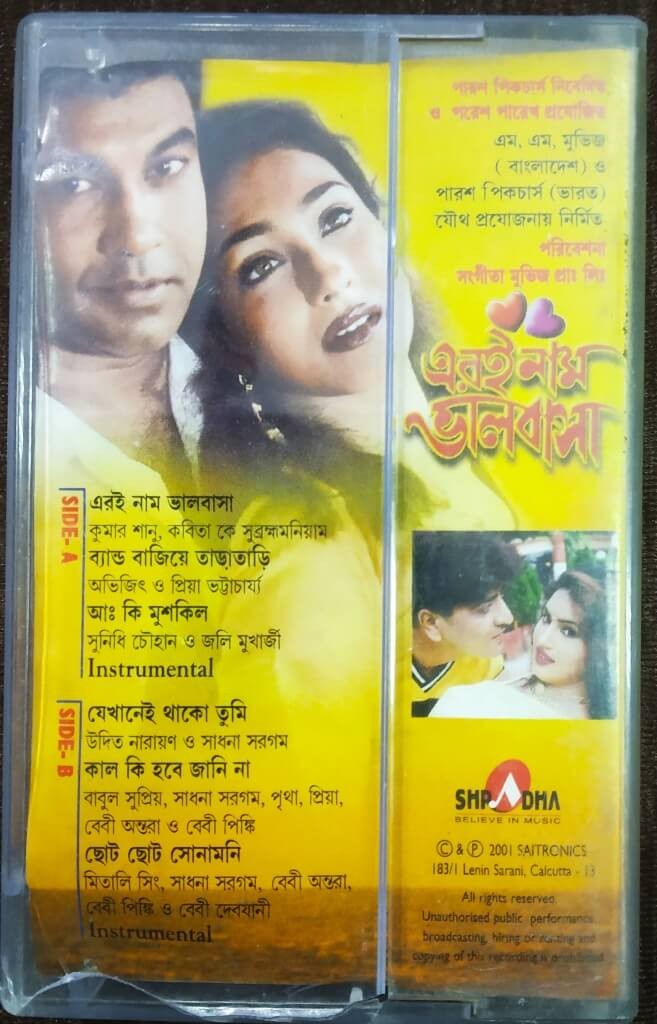 পারশ পিকচার্স নিবেদিত
ও পরেশ পারেখ প্রযোজিত
এম, এম, মুভিজ
( বাংলাদেশ ) ও
পারশ পিকচার্স (ভারত)
যৌথ প্রযোজনায় নির্মিত
পরিবেশনা
সংগীতা মুভিজ প্রাঃ লিঃ
এরই নাম
ভালবাসা
SIDE- A
এরই নাম ভালবাসা
কুমার শানু, কবিতা কে সুব্রহ্মমনিয়াম
ব্যান্ড বাজিয়ে তাড়াতাড়ি
অভিজিৎ ও প্রিয়া ভট্টাচার্য্য
আঃ কি মুশকিল
সুনিধি চৌহান ও জলি মুখার্জী
Instrumental
SIDE- B
যেখানেই থাকো তুমি
উদিত নারায়ণ ও সাধনা সরগম
কাল কি হবে জানি না
বাবুল সুপ্রিয়, সাধনা সরগম, পৃথা, প্রিয়া,
বেবী অন্তরা ও বেবী পিঙ্কি
ছোট ছোট সোনামনি
মিতালি সিং, সাধনা সরগম, বেবী অন্তরা,
বেবী পিঙ্কি ও বেবী দেবযানী
Instrumental
SHRADHA
BELIEVE IN MUSIC
© & ℗ 2001 SAITRONICS
183/1 Lenin Sarani, Calcutta - 13
All rights reserved.
Unauthorised public performance
broadcasting, hiring or renting and
copying of this recording is prohibited